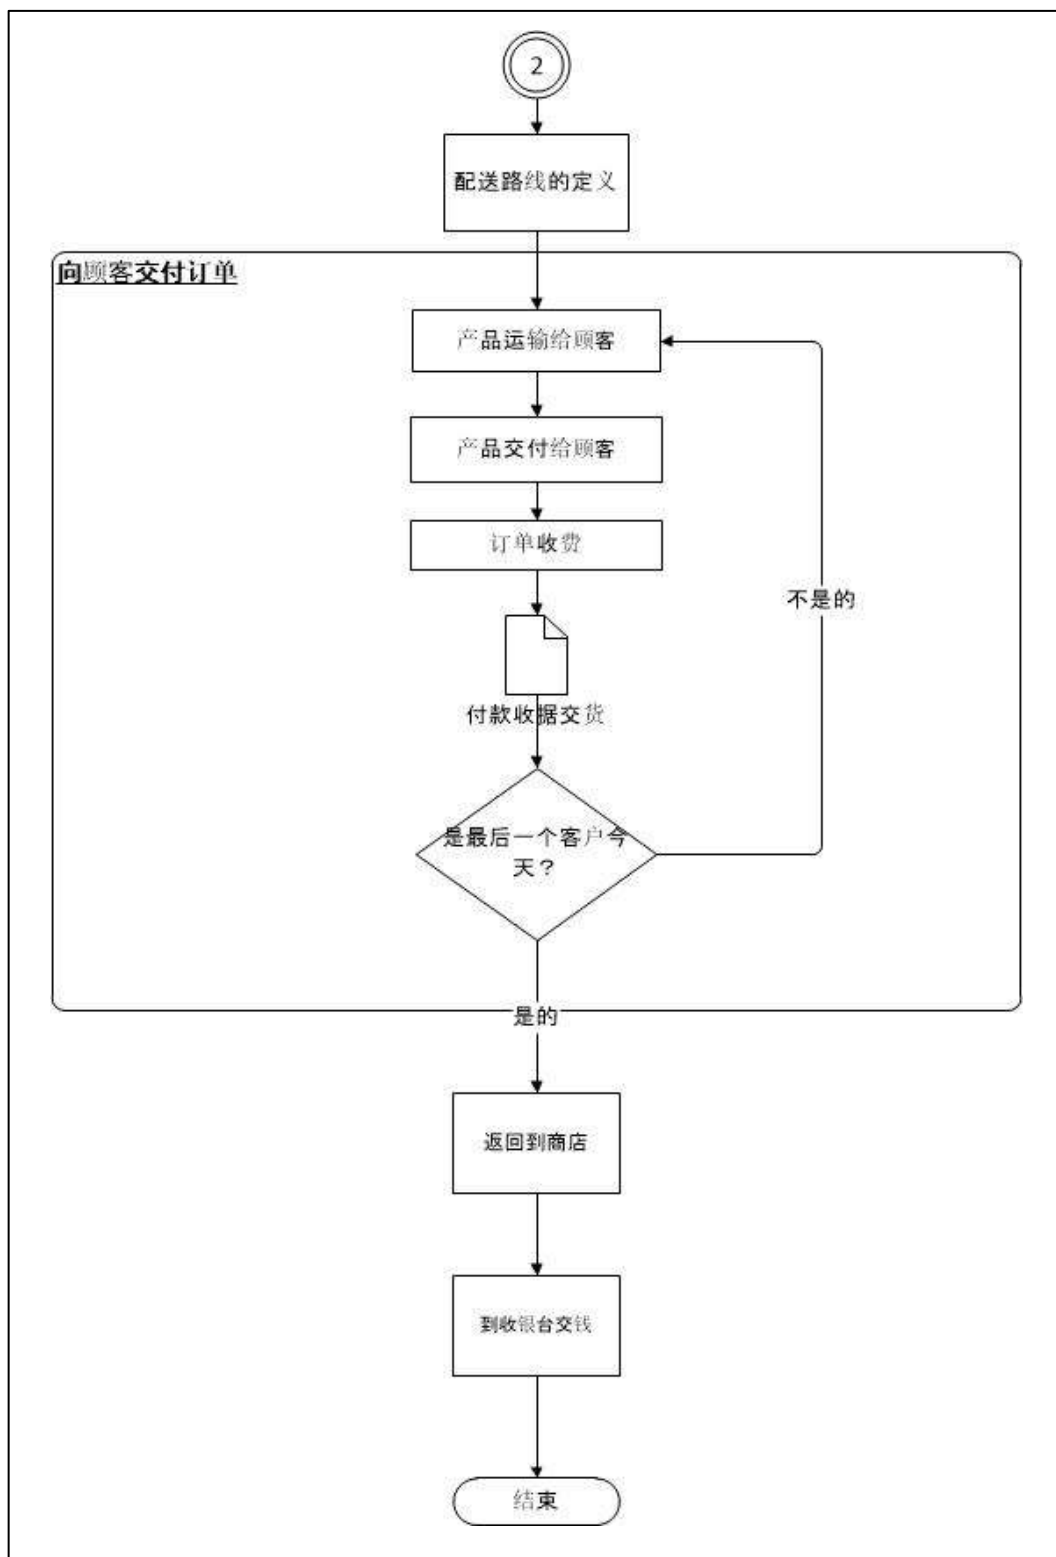 2
配送路线的定义
向顾客交付订单
产品运输给顾客
产品交付给顾客
订单收费
不是的
付款收据交货
是最后一个客户今
天？
是的
返回到商店
到收银台交钱
结束